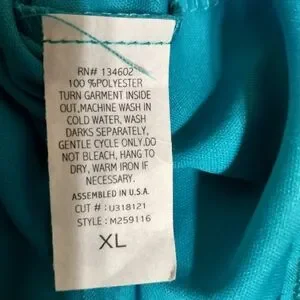 RN# 134602
100 %POLYESTER
TURN GARMENT INSIDE
OUT,MACHINE WASH IN
COLD WATER, WASH
DARKS SEPARATELY,
GENTLE CYCLE ONLY.DO
NOT BLEACH, HANG TO
DRY, WARM IRON IF
NECESSARY.
ASSEMBLED IN U.S.A.
CUT # : U318121
STYLE : M259116
XL